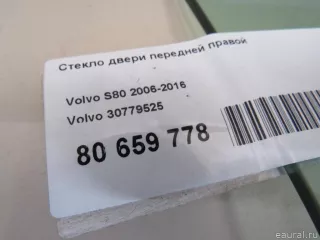 Стекло двери передней правой
Volvo S80 2006-2016
Volvo 30779525
80 659 778
eaural.ru